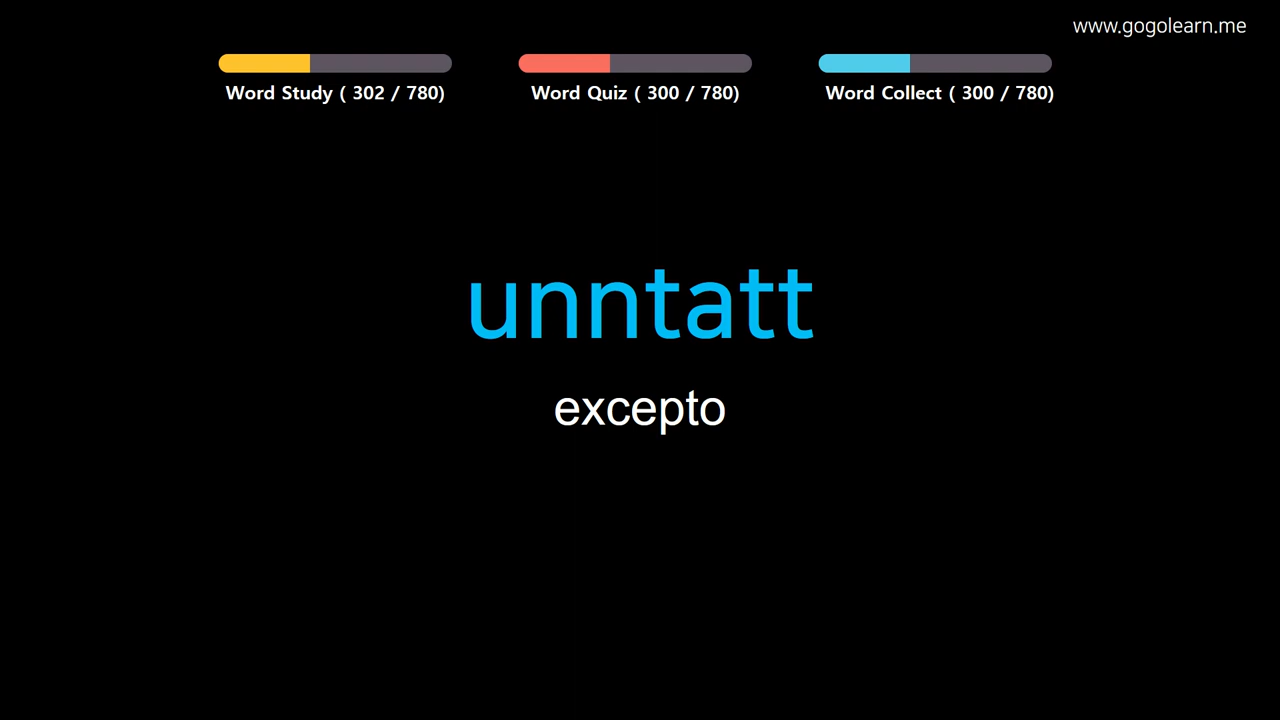 www.gogolearn.me
Word Study ( 302 / 780)
Word Quiz ( 300 / 780)
Word Collect ( 300 / 780)
unntatt
excepto